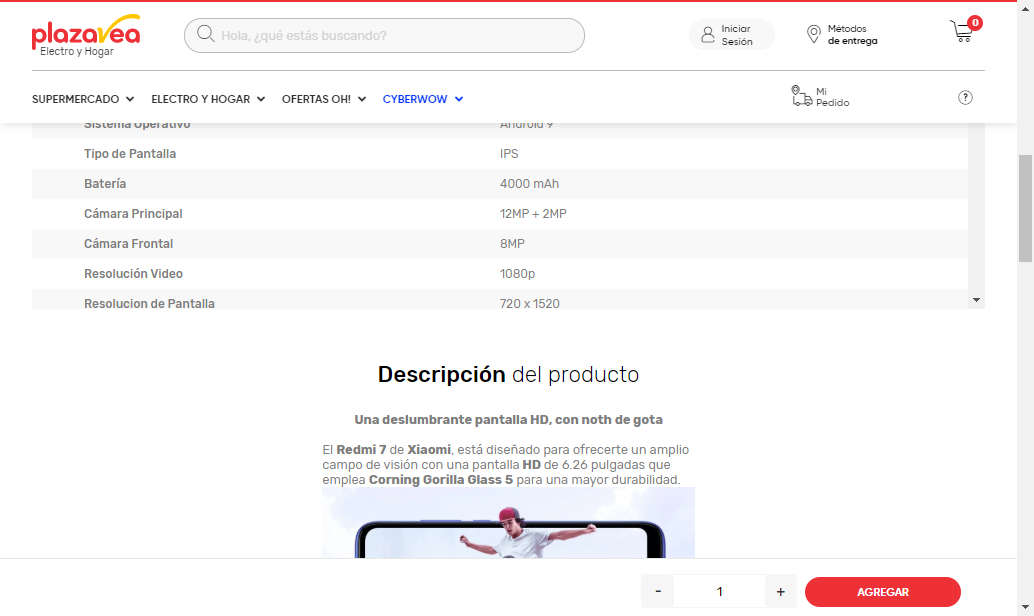 plazavea
Electro y Hogar
Hola, ¿qué estás buscando?
Iniciar
Sesión
Métodos
de entrega
0
SUPERMERCADO
ELECTRO Y HOGAR
OFERTAS OH!
CYBERWOW
Mi
Pedido
?
Sistema Operativo Android 9
Tipo de Pantalla IPS
Batería 4000 mAh
Cámara Principal 12MP + 2MP
Cámara Frontal 8MP
Resolución Video 1080p
Resolucion de Pantalla 720 x 1520
Descripción del producto
Una deslumbrante pantalla HD, con noth de gota
El Redmi 7 de Xiaomi, está diseñado para ofrecerte un amplio
campo de visión con una pantalla HD de 6.26 pulgadas que
emplea Corning Gorilla Glass 5 para una mayor durabilidad.
- 1 + AGREGAR